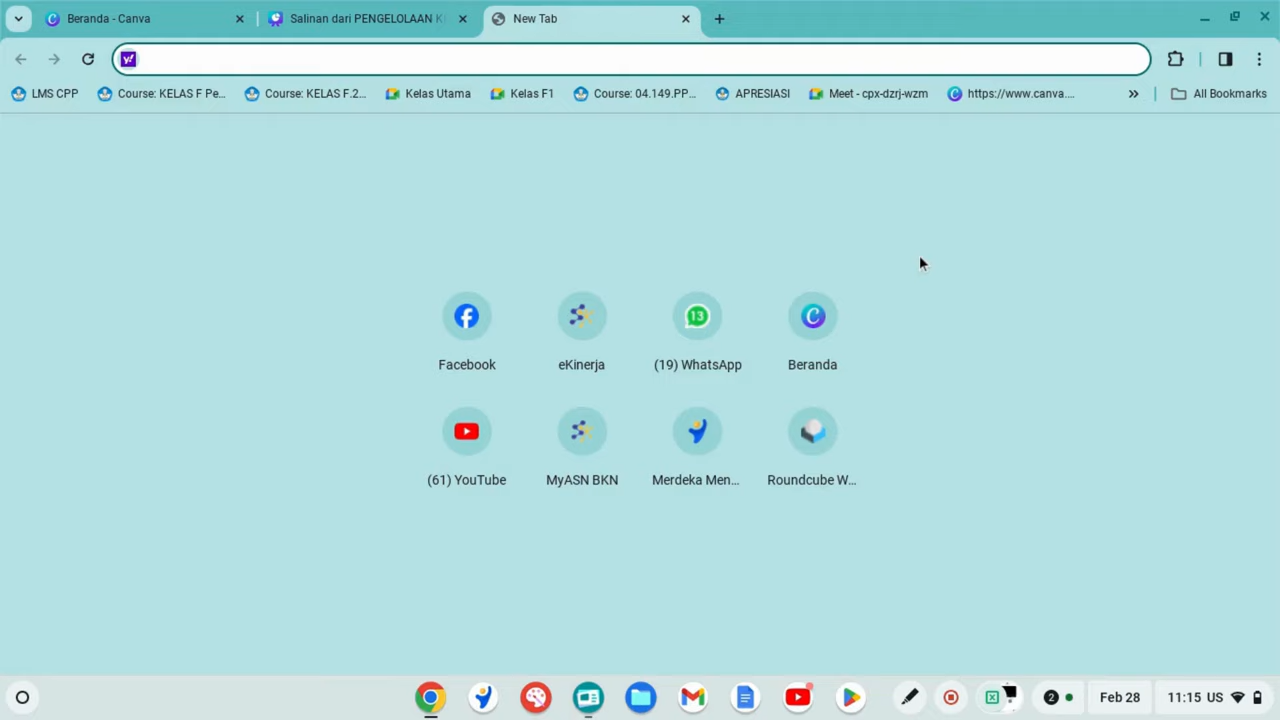 Beranda - Canva
Salinan dari PENGELOLAAN K
New Tab
LMS CPP
Course: KELAS F Pe...
Course: KELAS F.2...
Kelas Utama
Kelas F1
Course: 04.149.PP...
APRESIASI
Meet - cpx-dzrj-wzm
https://www.canva....
All Bookmarks
13
Facebook
eKinerja
(19) WhatsApp
Beranda
(61) YouTube
MyASN BKN
Merdeka Men...
Roundcube W...
2
Feb 28
11:15 US